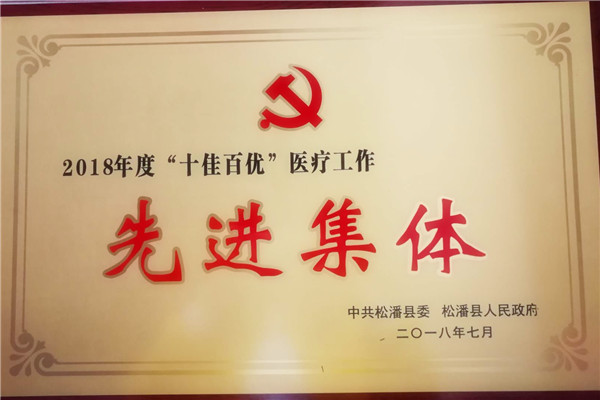 2018年度“十佳百优”医疗工作
先进集体
中共松潘县委 松潘县人民政府
二〇一八年七月